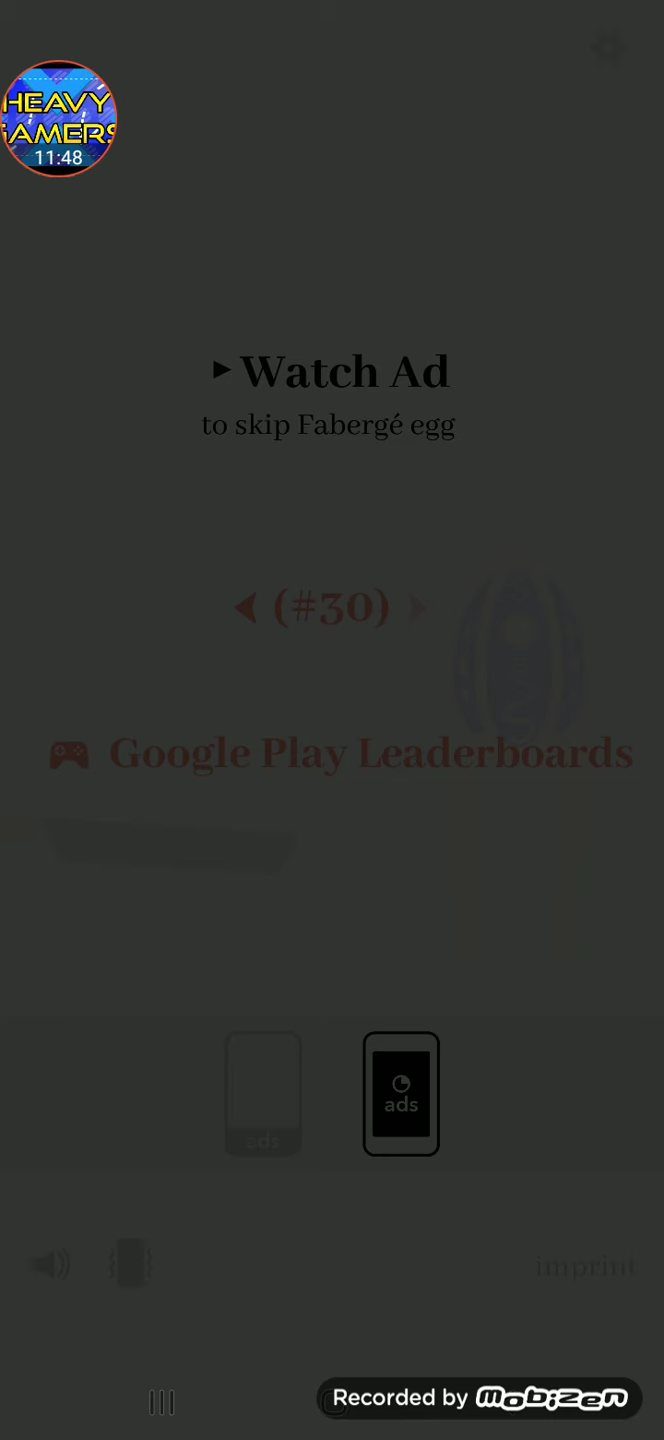 HEAVY
GAMERS
11:48
Watch Ad
to skip Fabergé egg
(#30)
Google Play Leaderboards
ads
ads
imprint
Recorded by mobizen